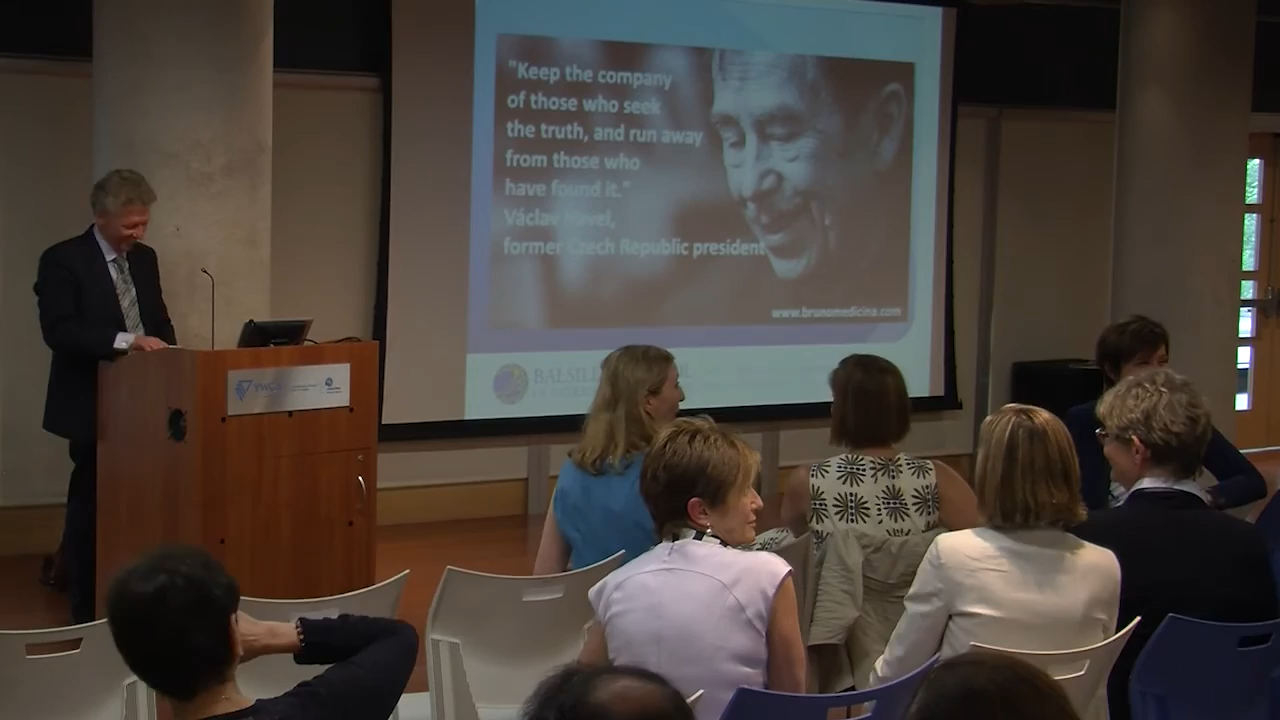 "Keep the company
of those who seek
the truth, and run away
from those who
have found it."
Václav Havel,
former Czech Republic president
www.brunomedicina.com
YWCA